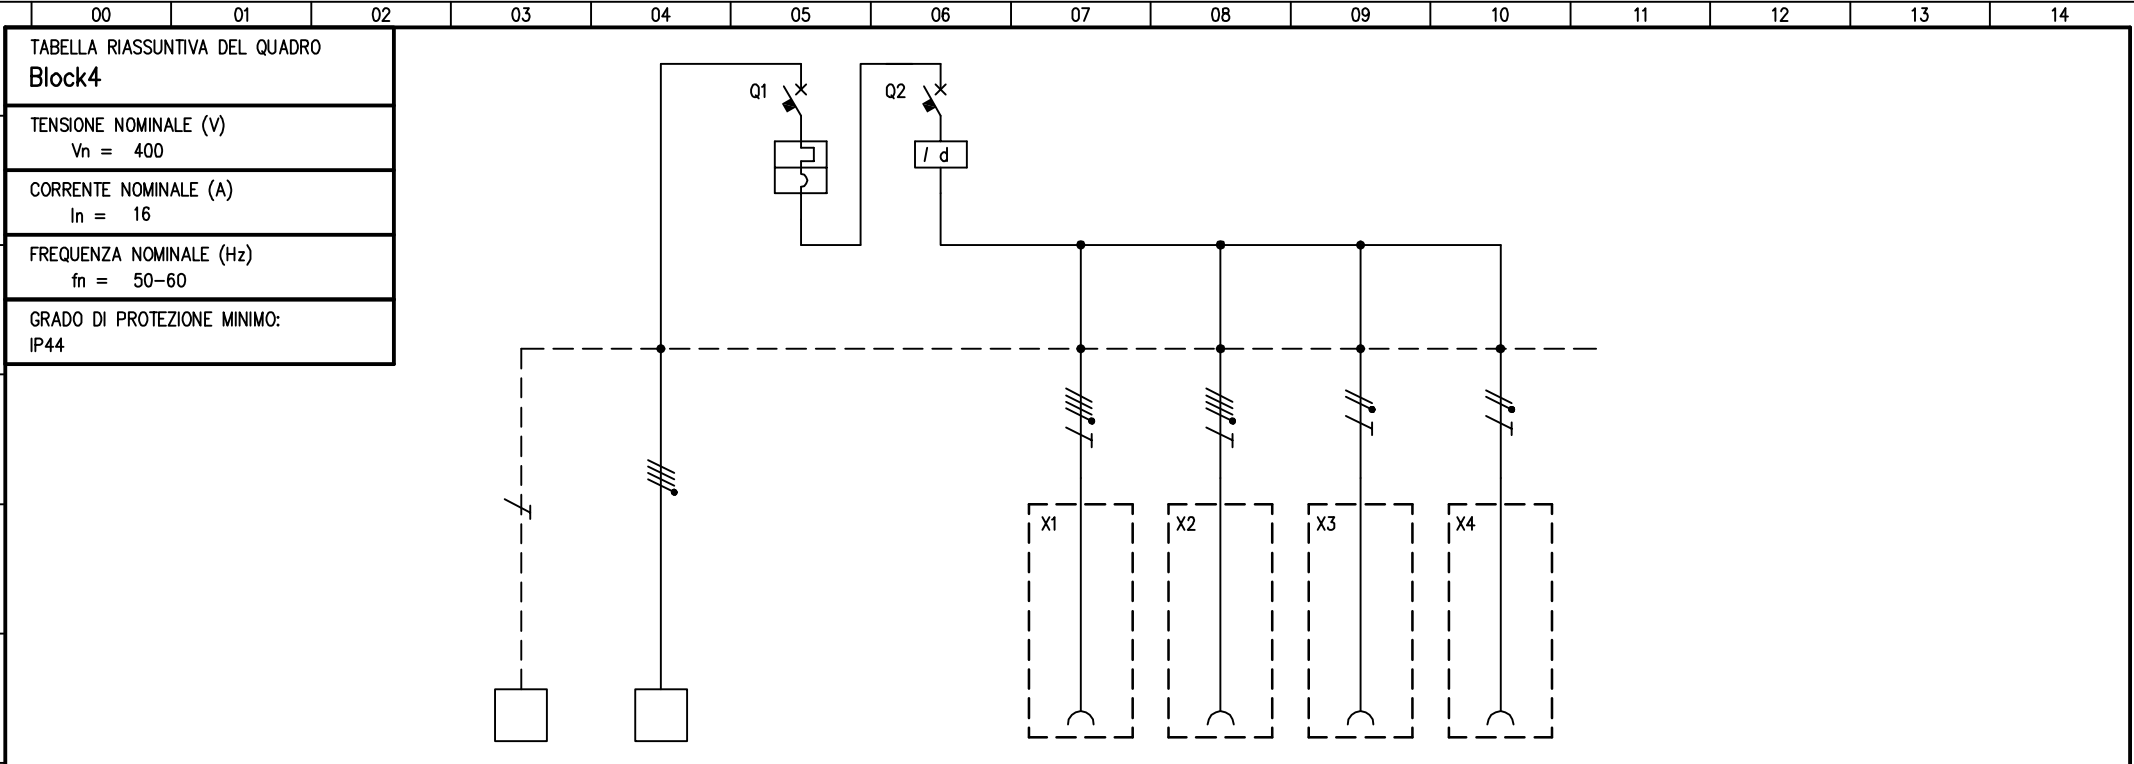 00 01 02 03 04 05 06 07 08 09 10 11 12 13 14
TABELLA RIASSUNTIVA DEL QUADRO
Block4
TENSIONE NOMINALE (V)
Vn = 400
CORRENTE NOMINALE (A)
In = 16
FREQUENZA NOMINALE (Hz)
fn = 50-60
GRADO DI PROTEZIONE MINIMO:
IP44
Q1 Q2
I d
X1 X2 X3 X4